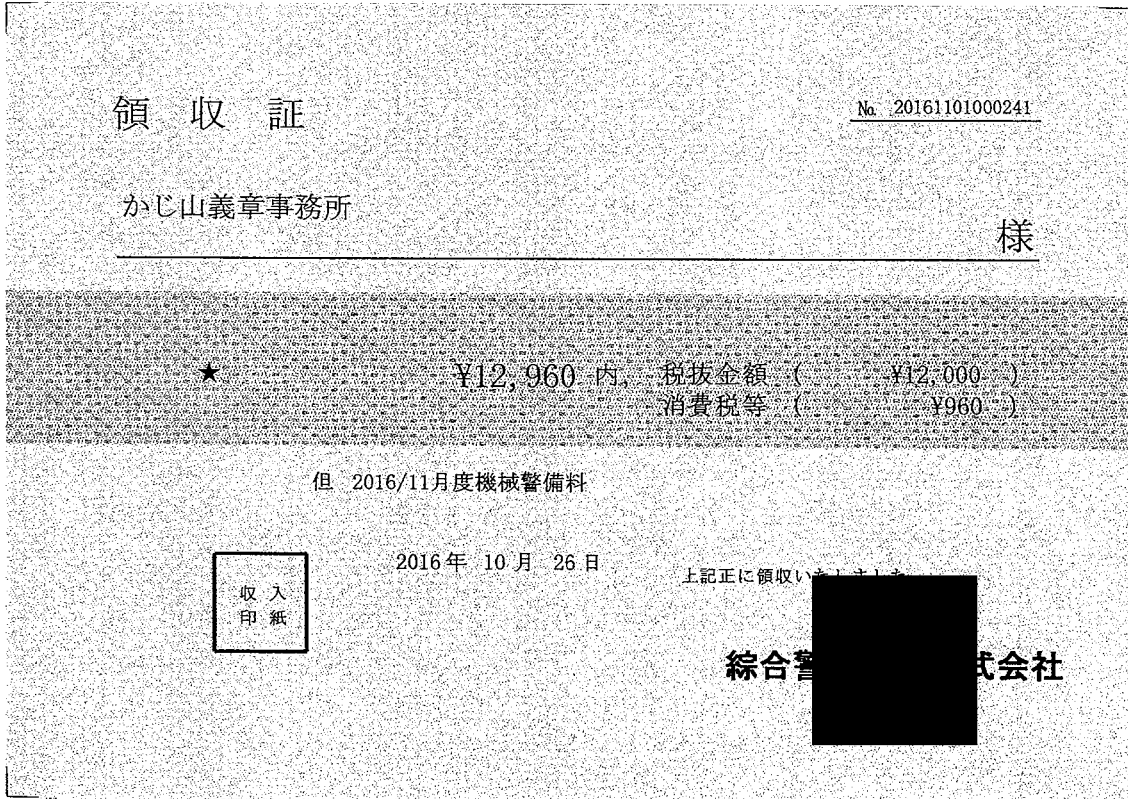 領収証
№ 20161101000241
かじ山義章事務所
様
★ ¥12,960 内, 税抜金額 ( ¥12,000 )
消費税等 ( ¥960 )
但 2016/11月度機械警備料
2016年 10月 26日
上記正に領収いたしました
収入
印紙
綜合警 式会社